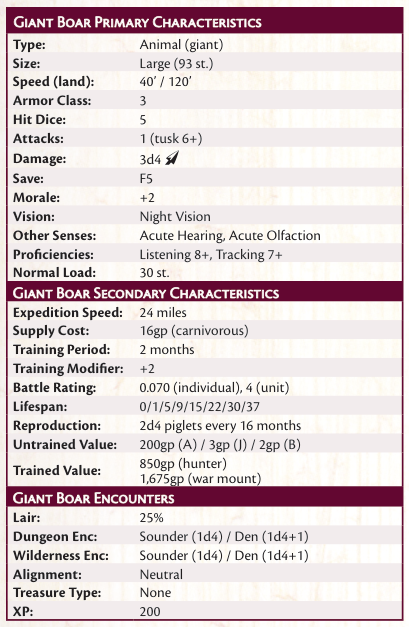 GIANT BOAR PRIMARY CHARACTERISTICS
Type: Animal (giant)
Size: Large (93 st.)
Speed (land): 40’ / 120’
Armor Class: 3
Hit Dice: 5
Attacks: 1 (tusk 6+)
Damage: 3d4
Save: F5
Morale: +2
Vision: Night Vision
Other Senses: Acute Hearing, Acute Olfaction
Proficiencies: Listening 8+, Tracking 7+
Normal Load: 30 st.
GIANT BOAR SECONDARY CHARACTERISTICS
Expedition Speed: 24 miles
Supply Cost: 16gp (carnivorous)
Training Period: 2 months
Training Modifier: +2
Battle Rating: 0.070 (individual), 4 (unit)
Lifespan: 0/1/5/9/15/22/30/37
Reproduction: 2d4 piglets every 16 months
Untrained Value: 200gp (A) / 3gp (J) / 2gp (B)
Trained Value: 850gp (hunter)
1,675gp (war mount)
GIANT BOAR ENCOUNTERS
Lair: 25%
Dungeon Enc: Sounder (1d4) / Den (1d4+1)
Wilderness Enc: Sounder (1d4) / Den (1d4+1)
Alignment: Neutral
Treasure Type: None
XP: 200